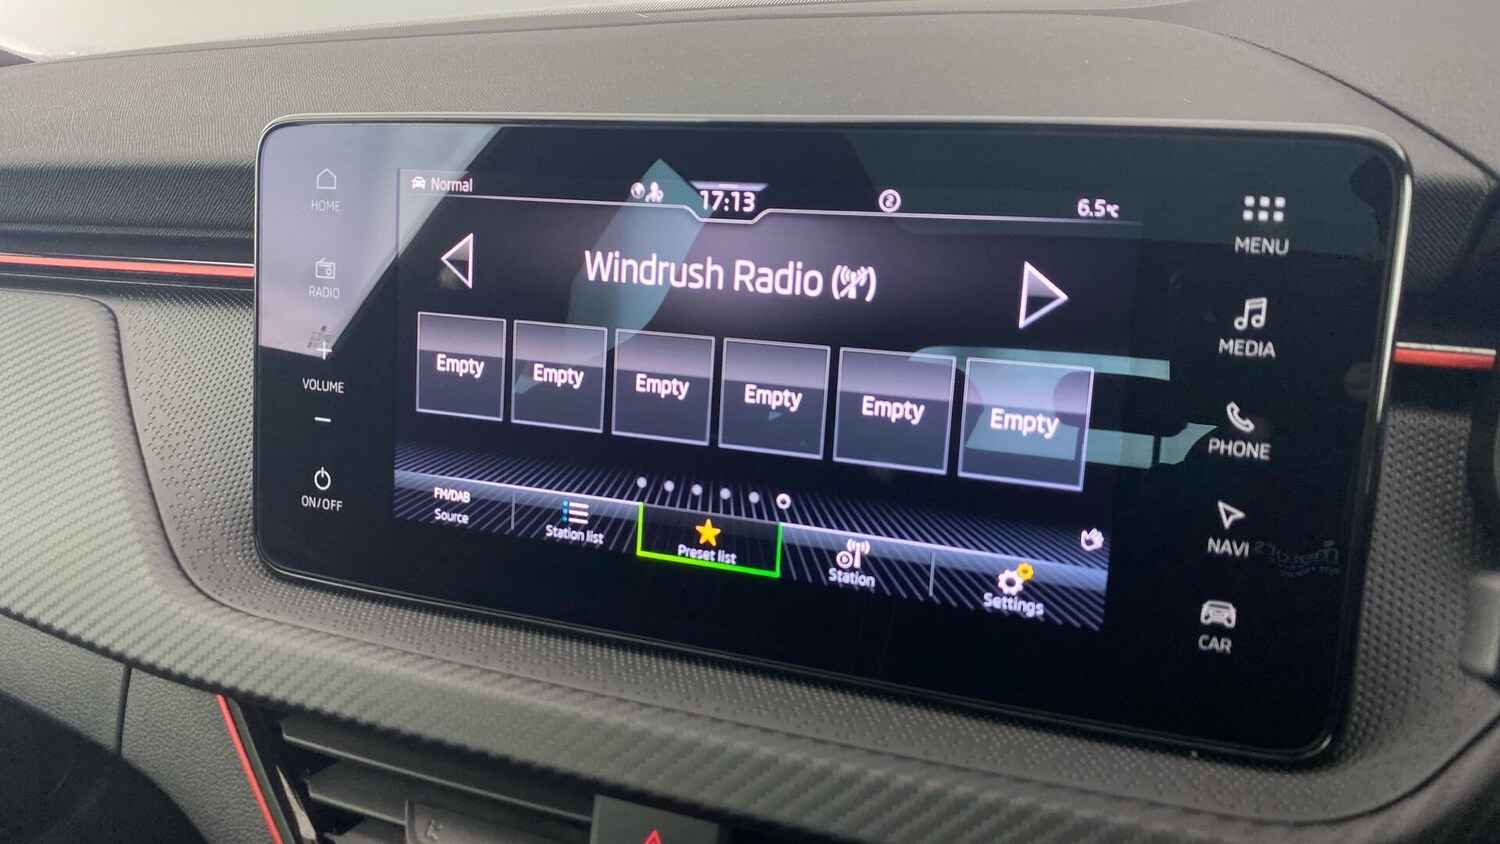 HOME
RADIO
VOLUME
ON/OFF
Normal
17:13
2
6.5°C
Windrush Radio
Empty
Empty
Empty
Empty
Empty
Empty
FM/DAB
Source
Station list
Preset list
Station
Settings
MENU
MEDIA
PHONE
NAVI
CAR